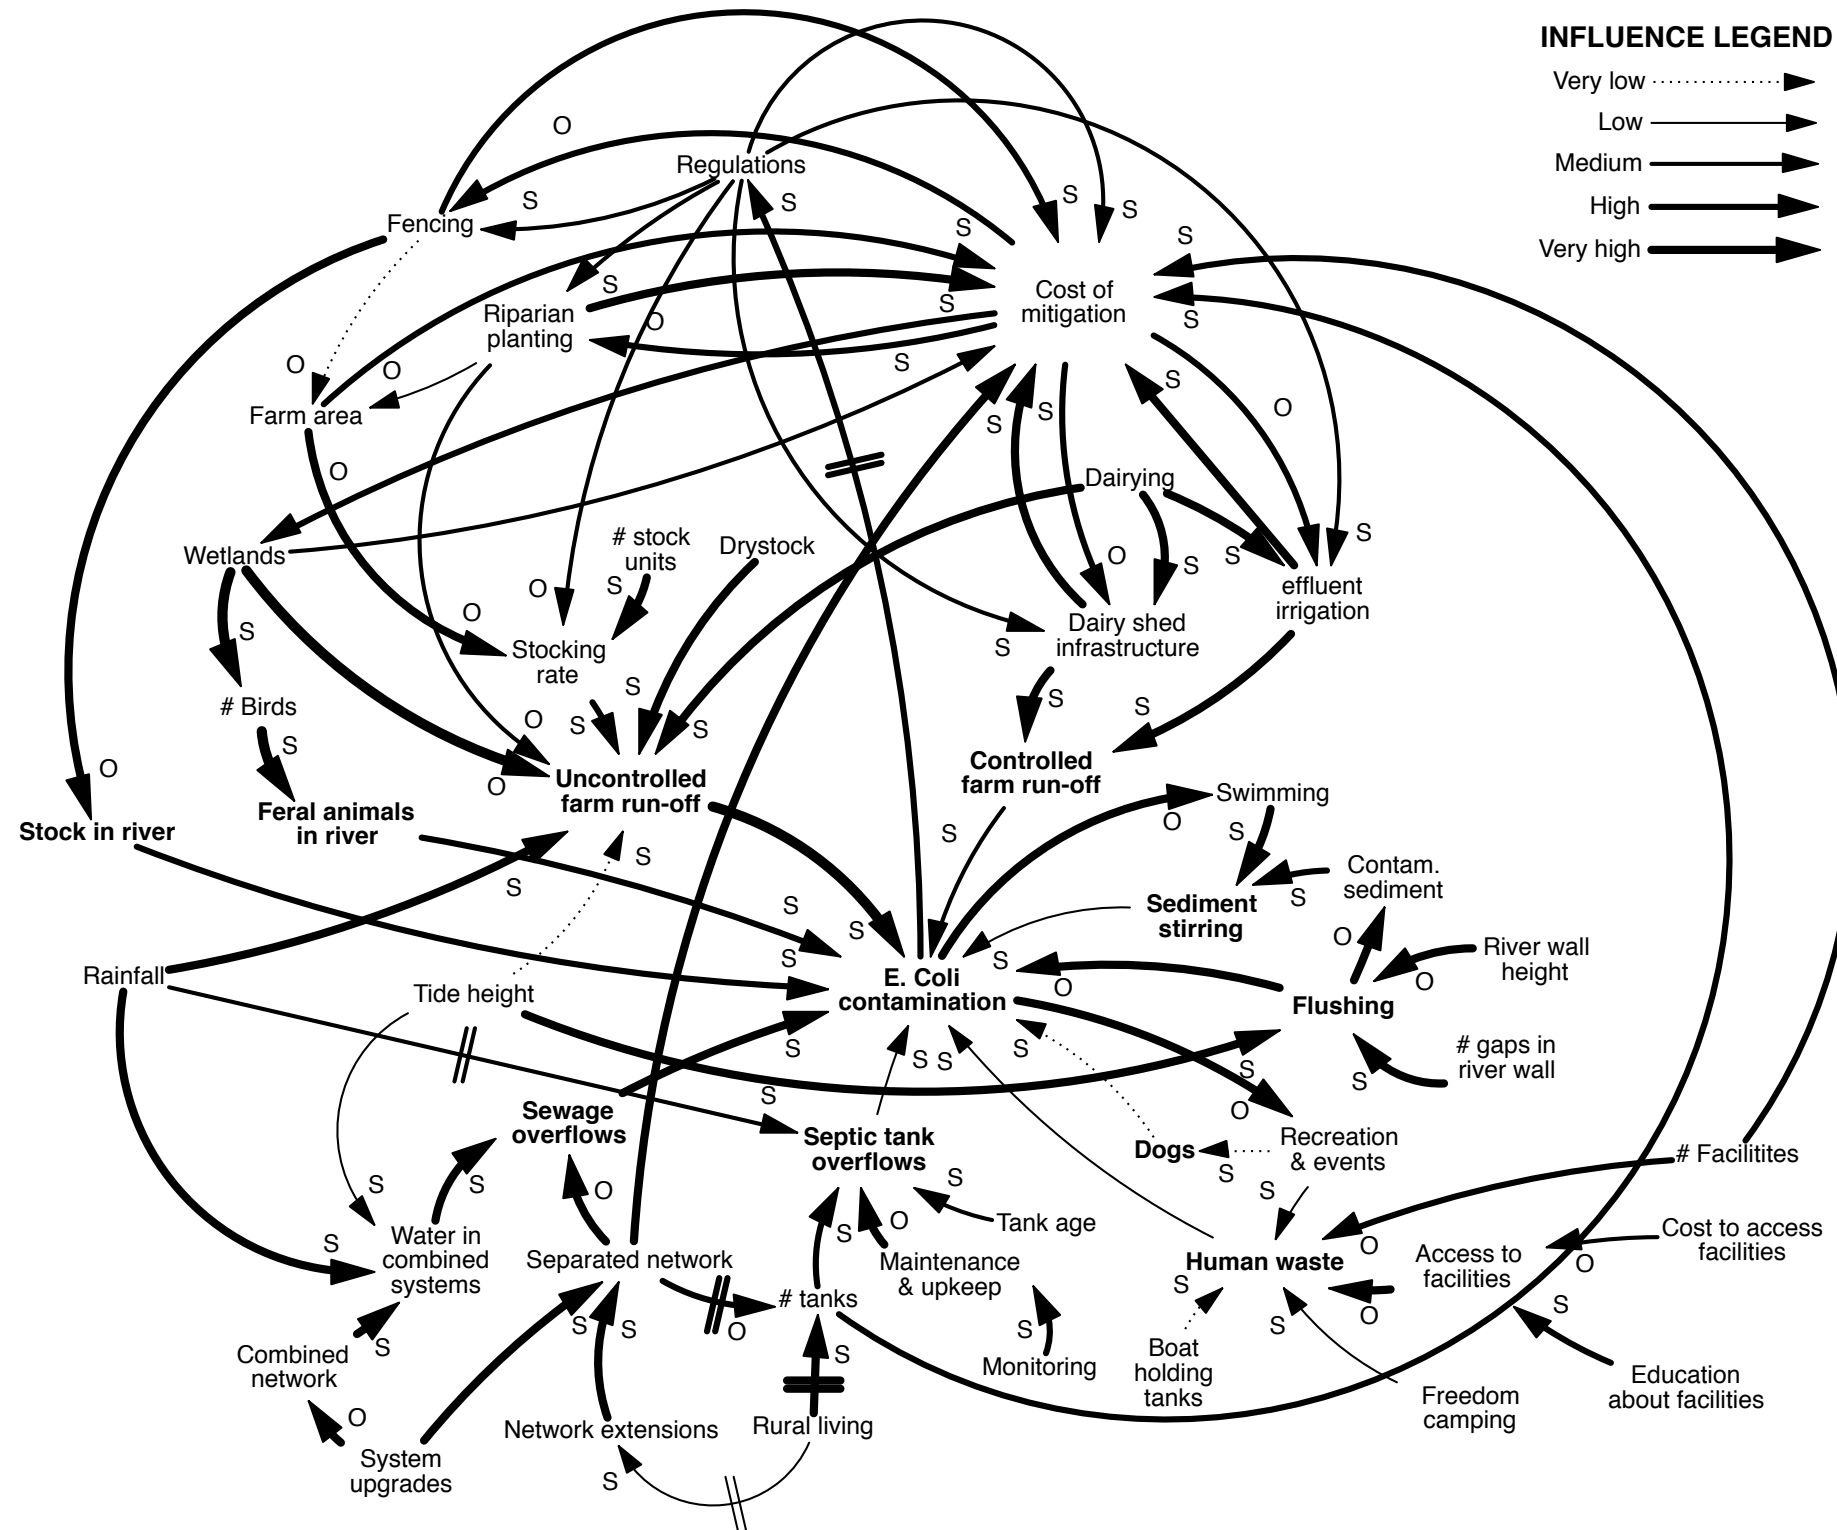 INFLUENCE LEGEND
Very low
Low
Medium
High
Very high
O
Regulations
S
S
S
S
Fencing
S
S
S
Cost of
mitigation
S
S
S
Riparian
planting
O
S
O
O
S
O
S
S
Farm area
O
Dairying
# stock
units
Drystock
S
Wetlands
O
S
S
S
O
effluent
irrigation
O
Dairy shed
infrastructure
S
S
Stocking
rate
# Birds
S
S
S
S
O
S
S
O
O
Uncontrolled
farm run-off
Controlled
farm run-off
Swimming
O
S
S
Stock in river
Feral animals
in river
S
S
Contam.
sediment
S
S
Sediment
stirring
S
S
O
River wall
height
S
S
O
O
Rainfall
Tide height
E. Coli
contamination
Flushing
S
S
S
S
S
S
# gaps in
river wall
S
O
Sewage
overflows
Septic tank
overflows
Dogs
S
Recreation
& events
# Facilitites
S
S
S
O
S
O
S
Tank age
O
Cost to access
facilities
O
S
Water in
combined
systems
Separated network
Maintenance
& upkeep
Human waste
Access to
facilities
S
# tanks
O
O
S
S
S
S
S
S
S
Combined
network
Monitoring
Boat
holding
tanks
Freedom
camping
Education
about facilities
O
System
upgrades
Network extensions
Rural living
S